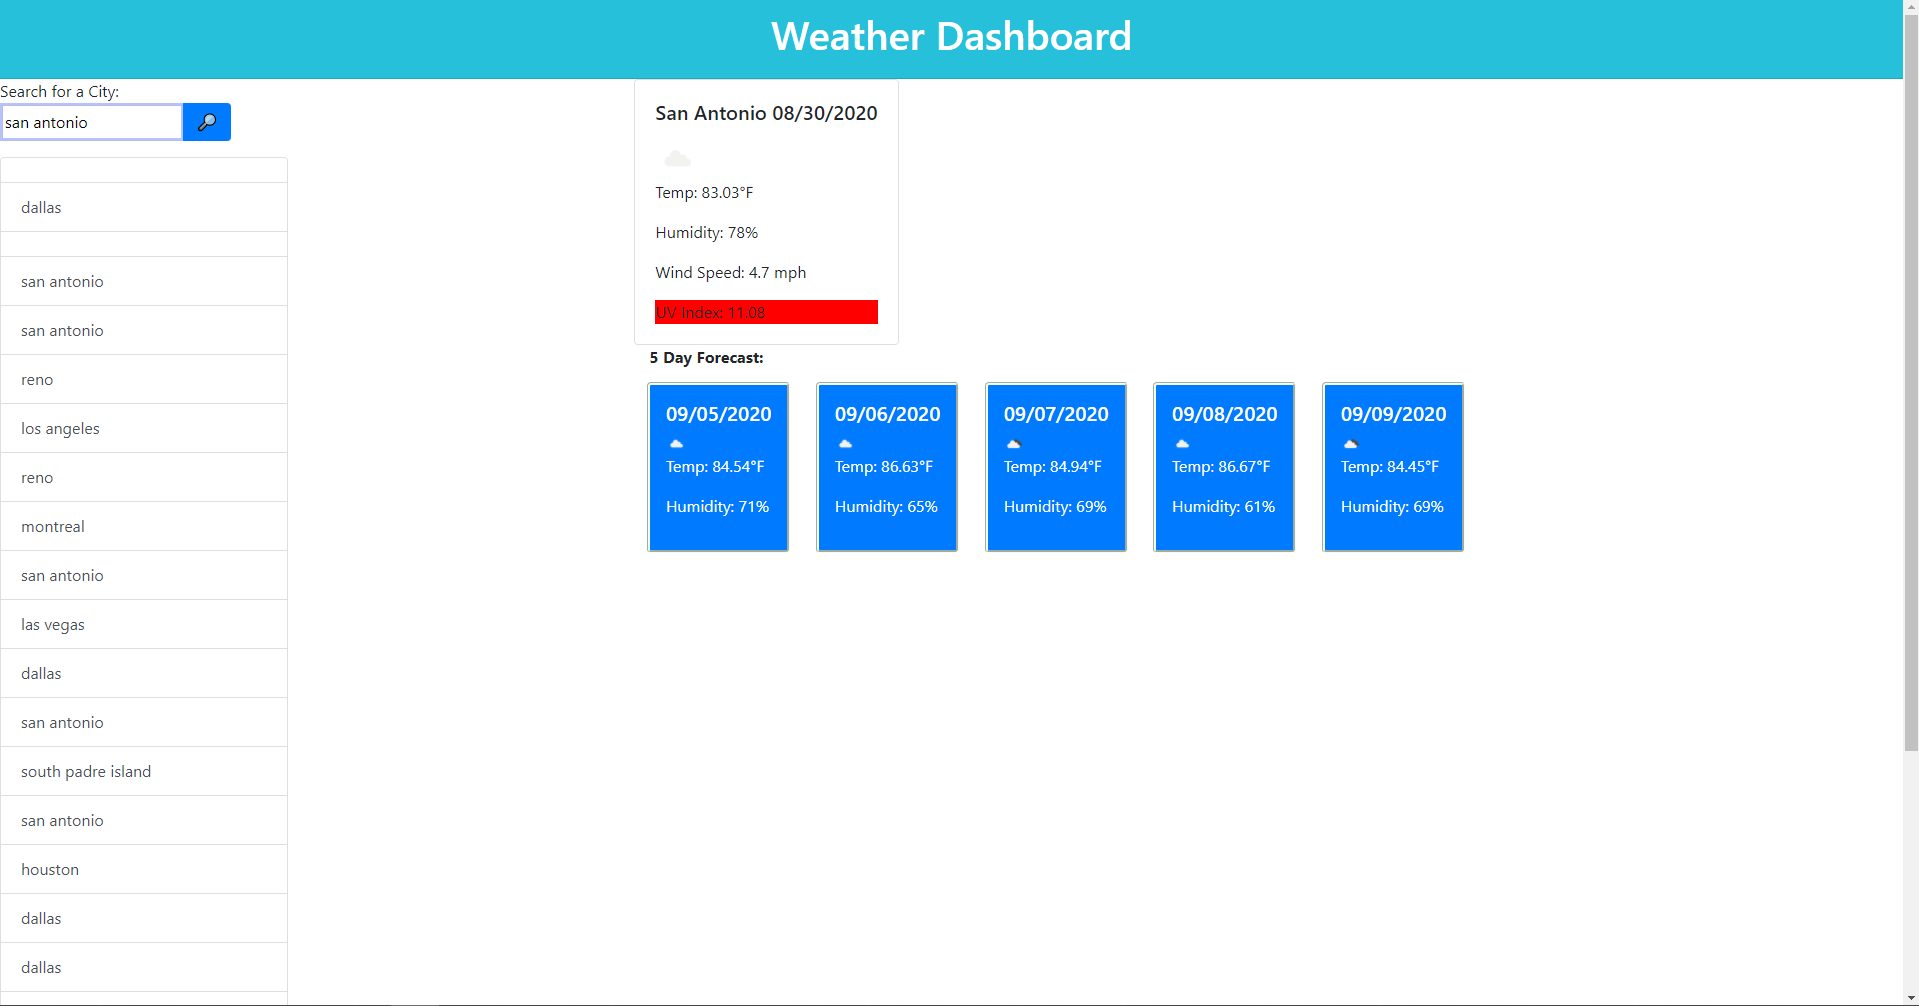 Weather Dashboard
Search for a City:
san antonio
dallas
san antonio
san antonio
reno
los angeles
reno
montreal
san antonio
las vegas
dallas
san antonio
south padre island
san antonio
houston
dallas
dallas
San Antonio 08/30/2020
Temp: 83.03°F
Humidity: 78%
Wind Speed: 4.7 mph
UV Index: 11.08
5 Day Forecast:
09/05/2020
Temp: 84.54°F
Humidity: 71%
09/06/2020
Temp: 86.63°F
Humidity: 65%
09/07/2020
Temp: 84.94°F
Humidity: 69%
09/08/2020
Temp: 86.67°F
Humidity: 61%
09/09/2020
Temp: 84.45°F
Humidity: 69%